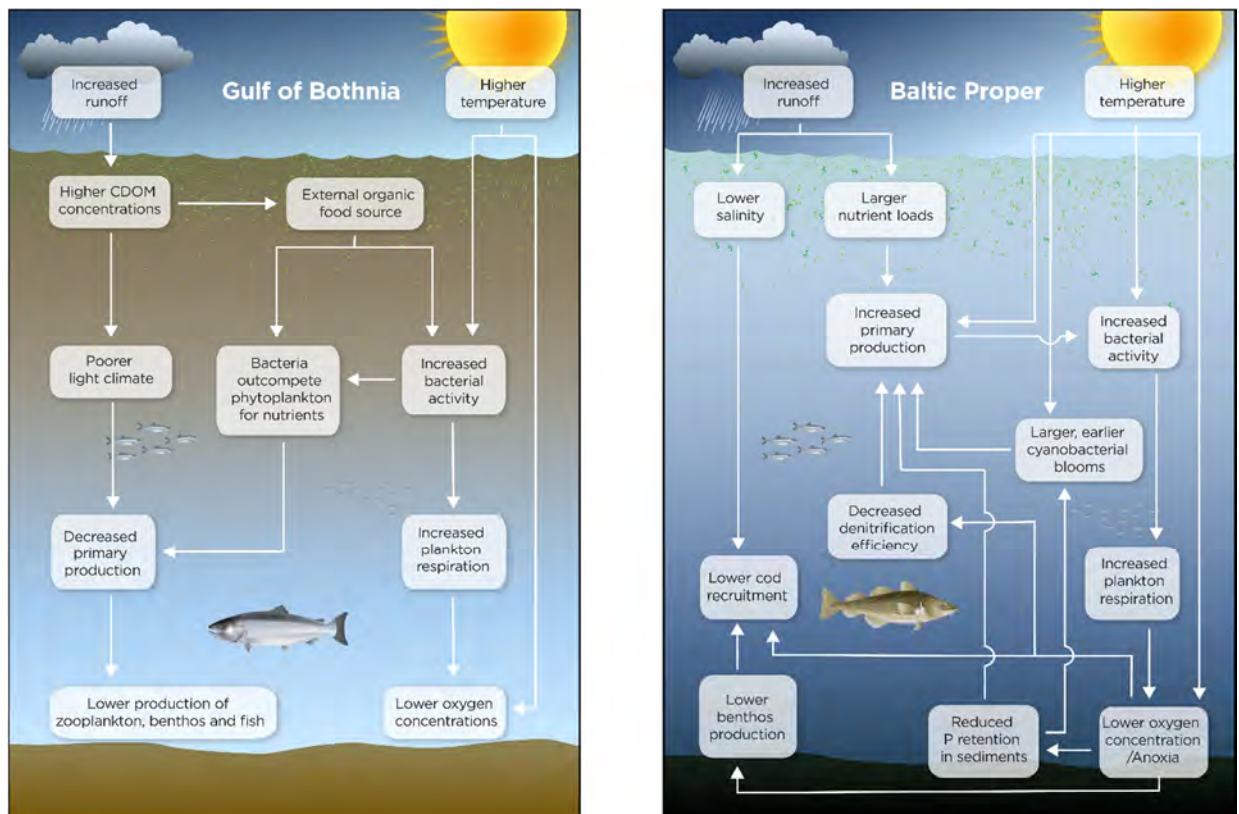 Increased
runoff
Gulf of Bothnia
Higher
temperature
Higher CDOM
concentrations
External organic
food source
Poorer
light climate
Bacteria
outcompete
phytoplankton
for nutrients
Increased
bacterial
activity
Decreased
primary
production
Increased
plankton
respiration
Lower production of
zooplankton, benthos and fish
Lower oxygen
concentrations
Increased
runoff
Baltic Proper
Higher
temperature
Lower
salinity
Larger
nutrient loads
Increased
primary
production
Increased
bacterial
activity
Larger, earlier
cyanobacterial
blooms
Decreased
denitrification
efficiency
Lower cod
recruitment
Increased
plankton
respiration
Lower
benthos
production
Reduced
P retention
in sediments
Lower oxygen
concentration
/Anoxia